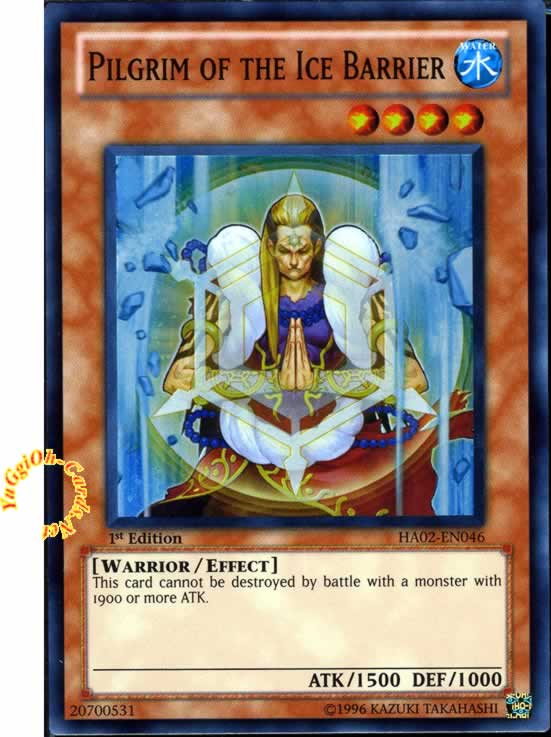 PILGRIM OF THE ICE BARRIER
WATER
水
1st Edition
HA02-EN046
[WARRIOR/EFFECT]
This card cannot be destroyed by battle with a monster with
1900 or more ATK.
ATK/1500 DEF/1000
20700531
©1996 KAZUKI TAKAHASHI
YuGgiOh-Cards.Net